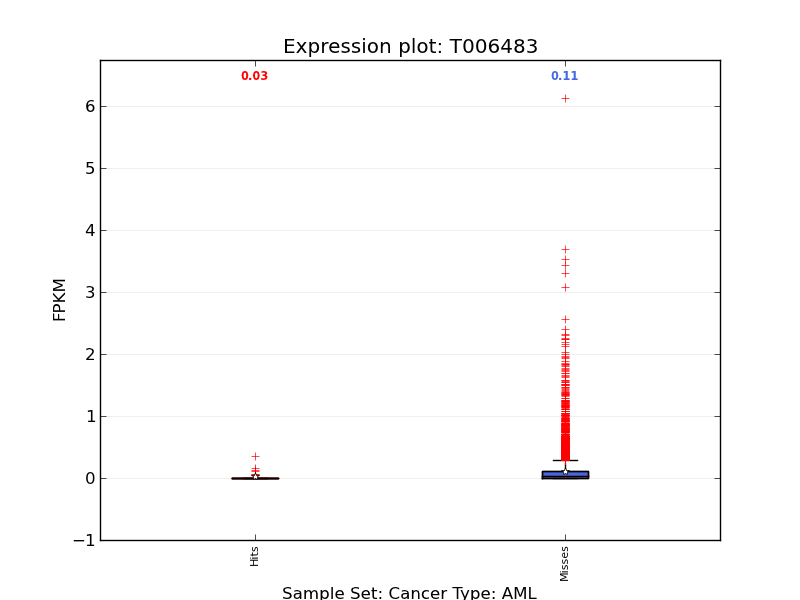 Expression plot: T006483
0.03
0.11
6
5
4
3
2
1
0
−1
FPKM
Hits
Misses
Sample Set: Cancer Type: AML